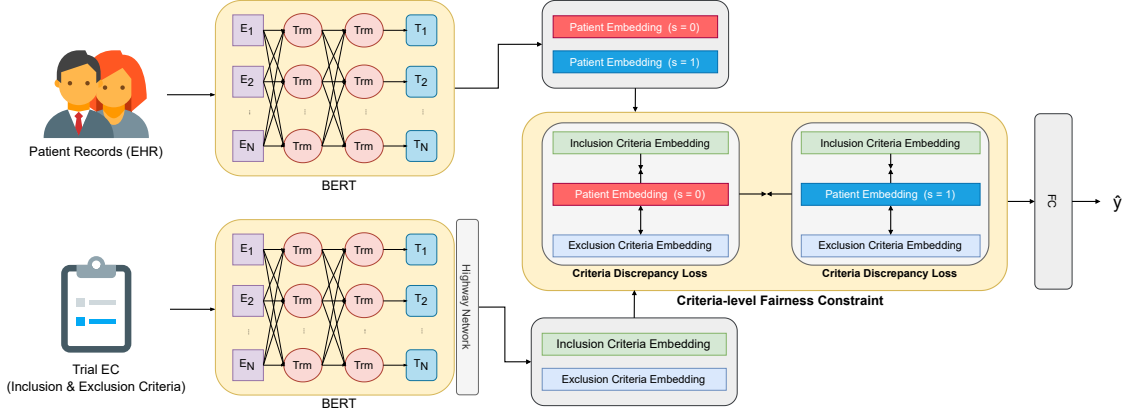 E1 Trm Trm T1
E2 Trm Trm T2
EN Trm Trm TN
BERT
Patient Records (EHR)
Patient Embedding (s = 0)
Patient Embedding (s = 1)
Inclusion Criteria Embedding
Patient Embedding (s = 0)
Exclusion Criteria Embedding
Criteria Discrepancy Loss
Inclusion Criteria Embedding
Patient Embedding (s = 1)
Exclusion Criteria Embedding
Criteria Discrepancy Loss
Criteria-level Fairness Constraint
FC
ŷ
E1 Trm Trm T1
E2 Trm Trm T2
EN Trm Trm TN
BERT
Highway Network
Trial EC
(Inclusion & Exclusion Criteria)
Inclusion Criteria Embedding
Exclusion Criteria Embedding